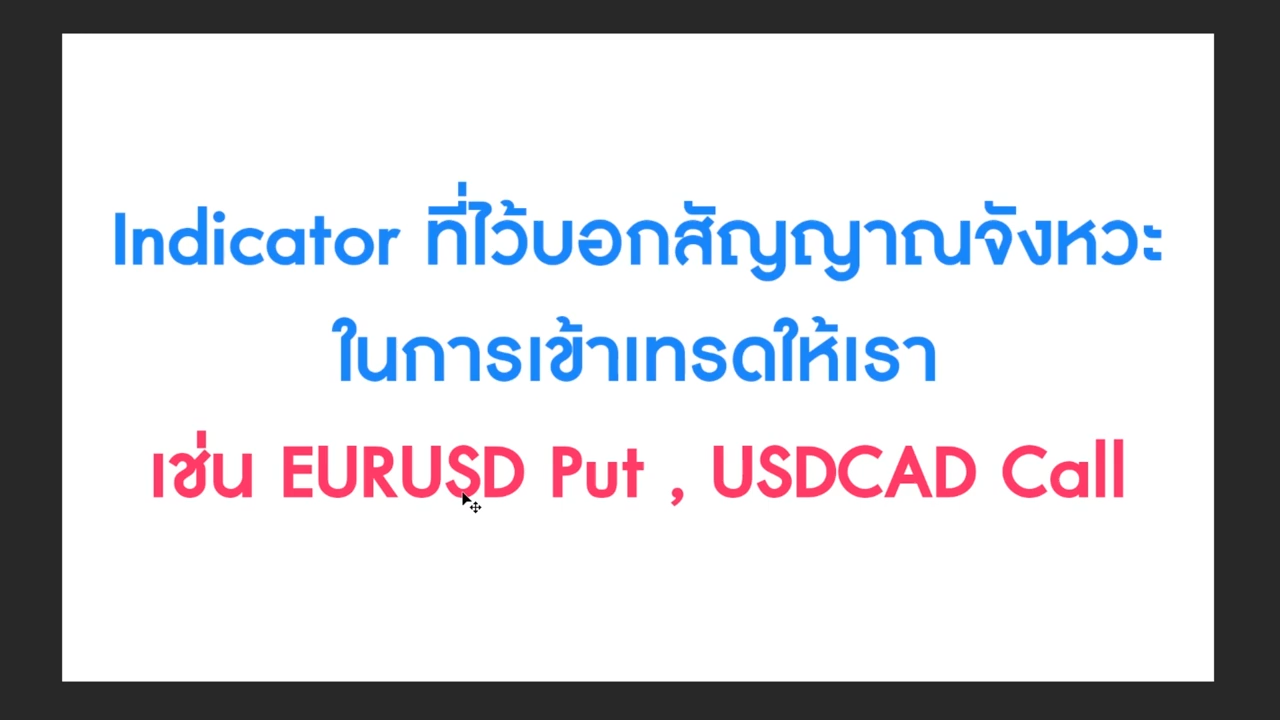 Indicator ที่ไว้บอกสัญญาณจังหวะ
ในการเข้าเทรดให้เรา
เช่น EURUSD Put , USDCAD Call